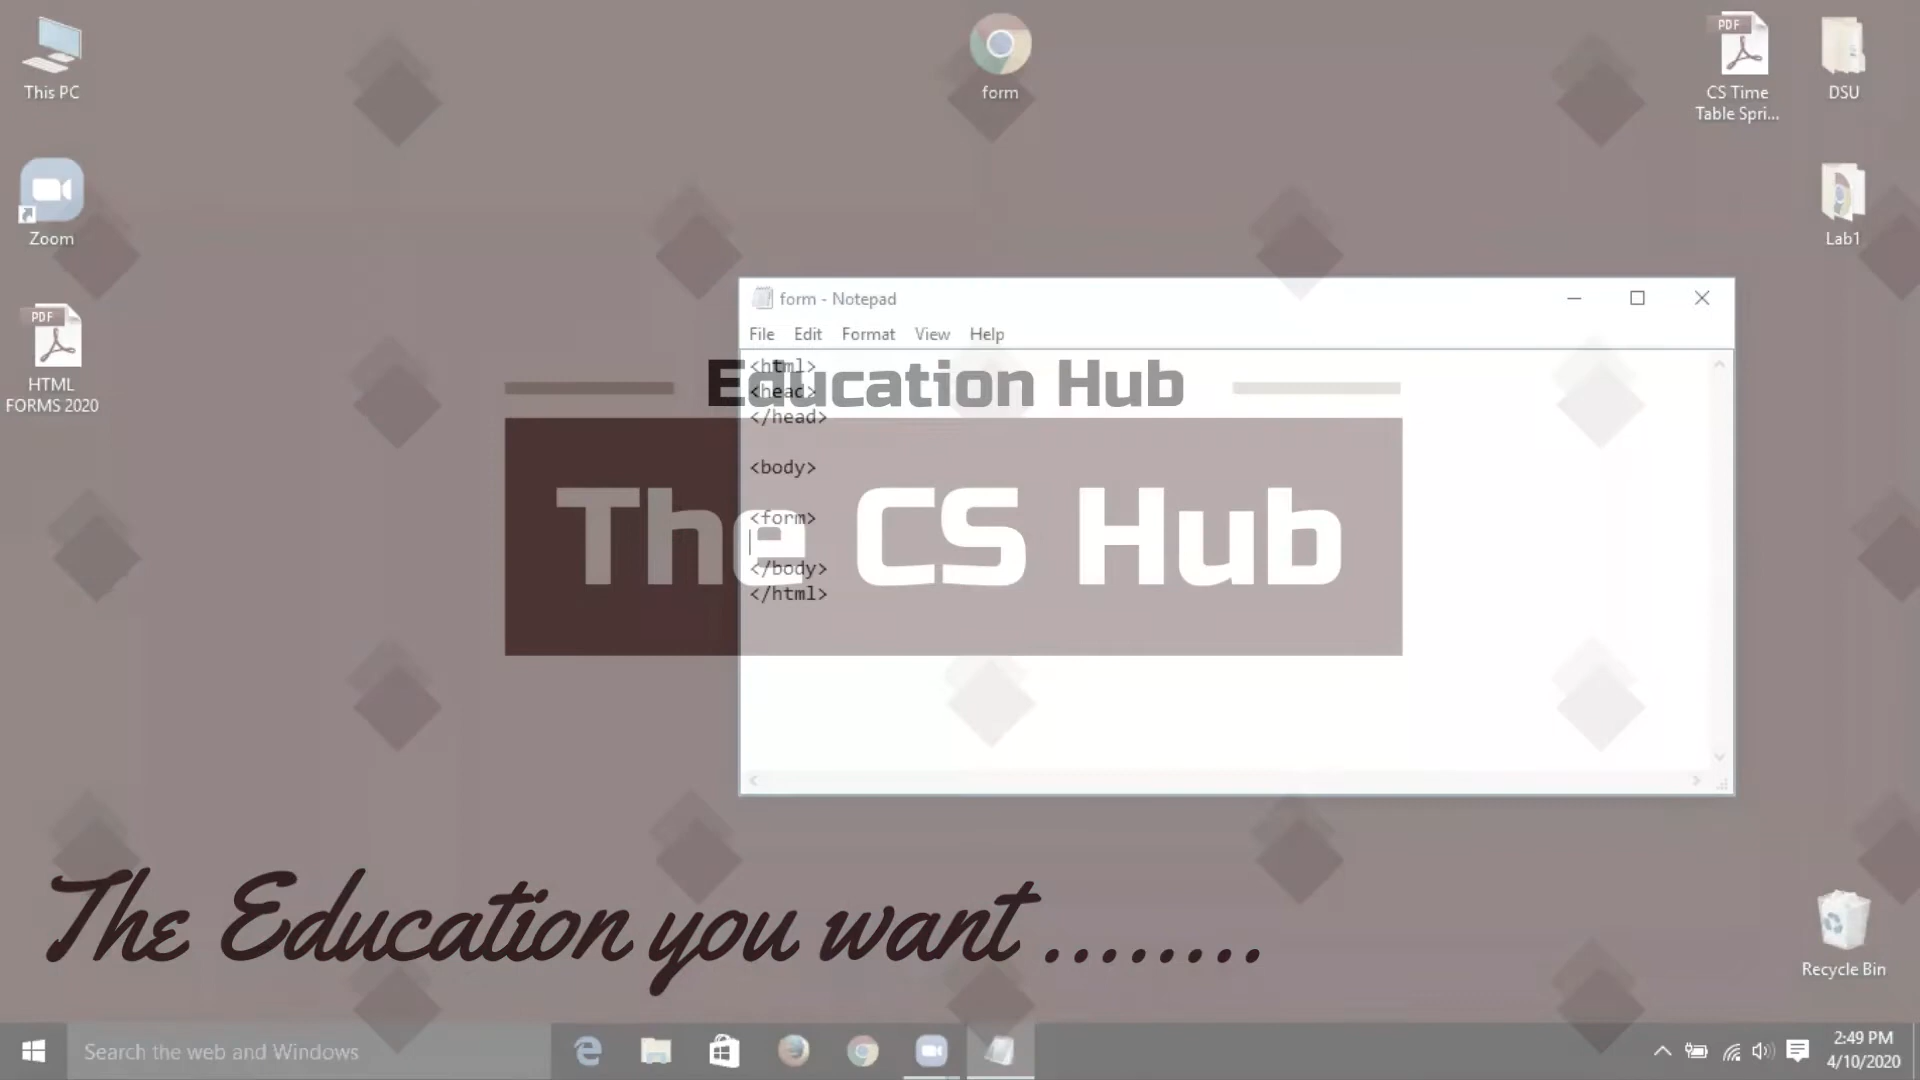 This PC
form
PDF
CS Time
Table Spri...
DSU
Zoom
Lab1
PDF
HTML
FORMS 2020
form - Notepad
File Edit Format View Help
<html>
<head>
</head>
<body>
<form>
</body>
</html>
Education Hub
The CS Hub
The Education you want ........
Recycle Bin
Search the web and Windows
2:49 PM
4/10/2020